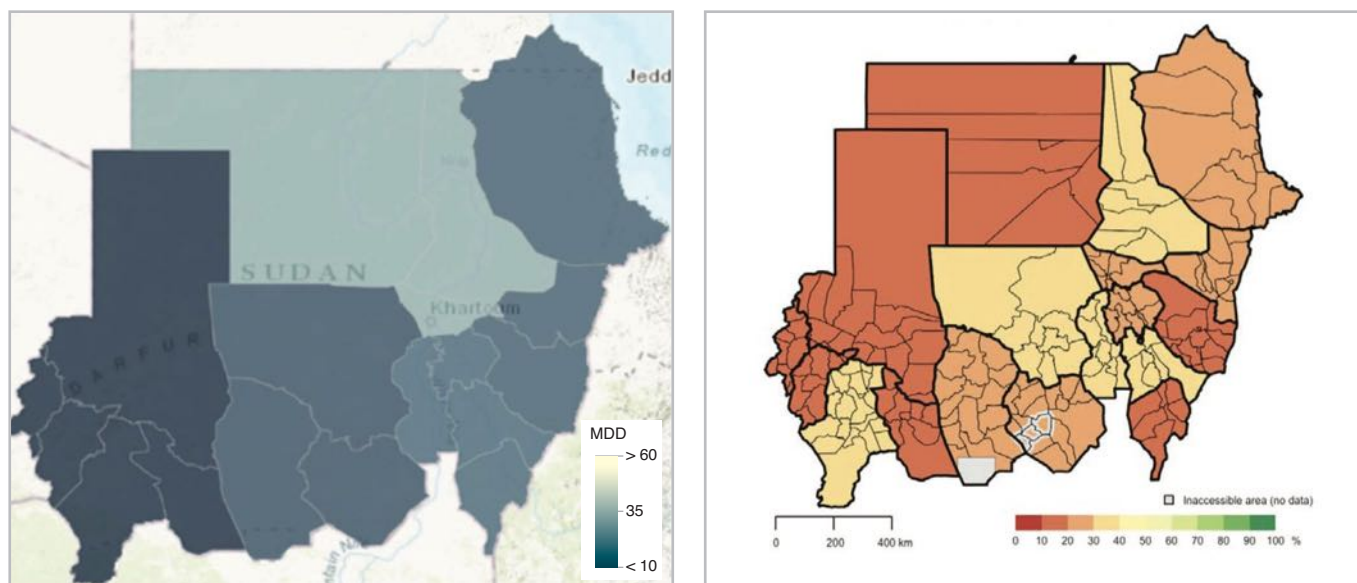 Jedd
Red
Nile
SUDAN
Khartoum
DARFUR
MDD
> 60
35
< 10
Inaccessible area (no data)
0 200 400 km
0 10 20 30 40 50 60 70 80 90 100 %